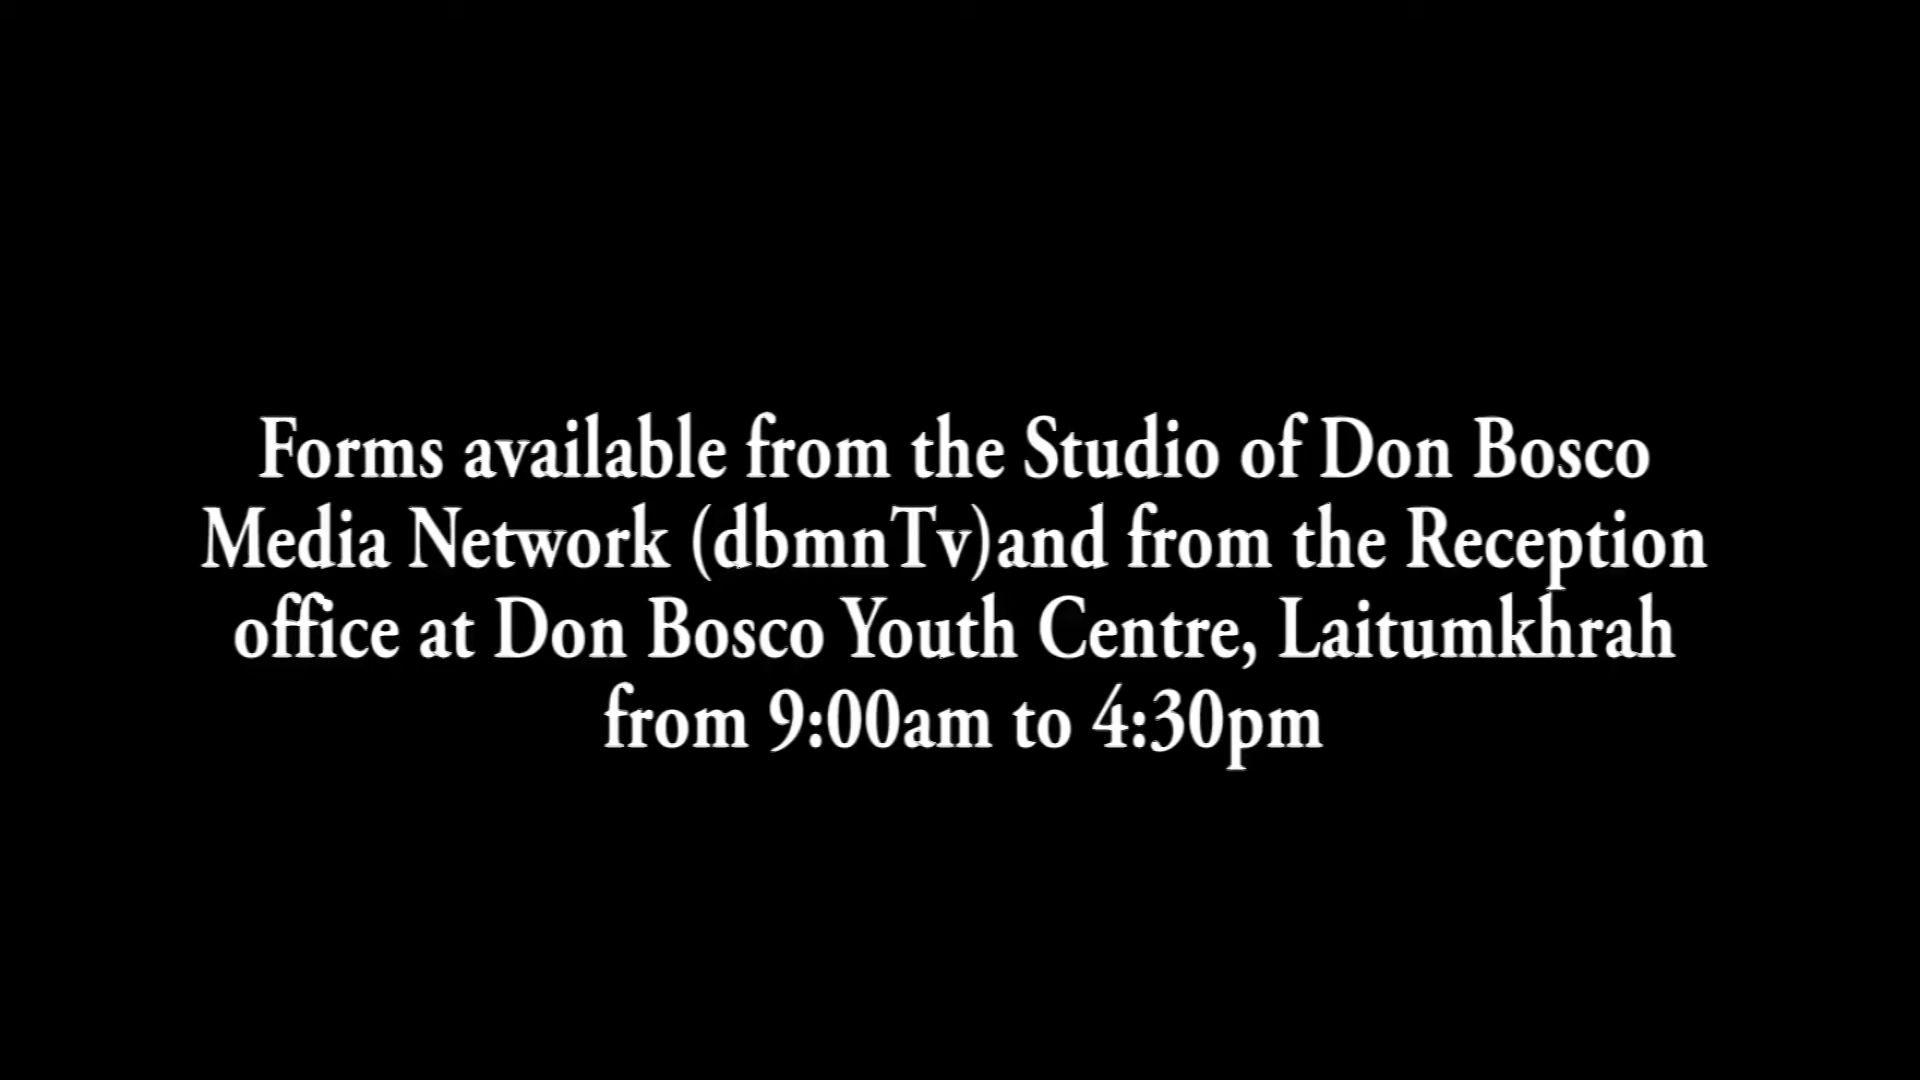 Forms available from the Studio of Don Bosco
Media Network (dbmnTv)and from the Reception
office at Don Bosco Youth Centre, Laitumkhrah
from 9:00am to 4:30pm